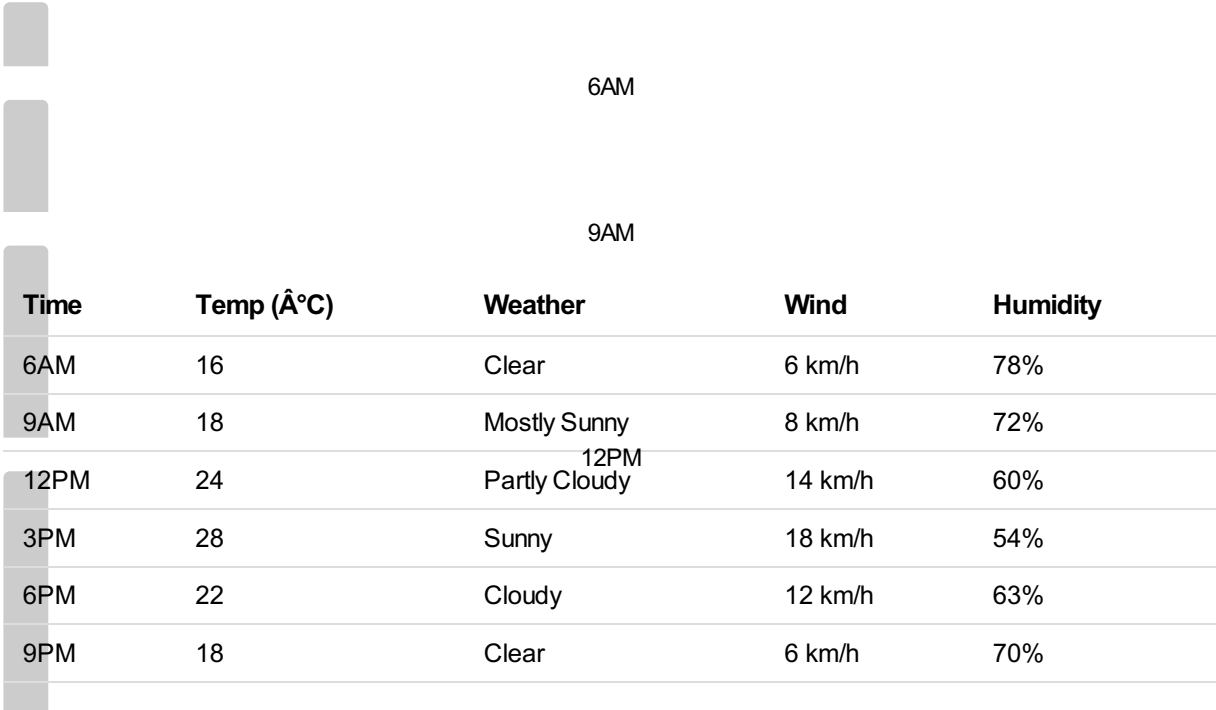 6AM
9AM
Time Temp (Â°C) Weather Wind Humidity
6AM 16 Clear 6 km/h 78%
9AM 18 Mostly Sunny 8 km/h 72%
12PM
12PM 24 Partly Cloudy 14 km/h 60%
3PM 28 Sunny 18 km/h 54%
6PM 22 Cloudy 12 km/h 63%
9PM 18 Clear 6 km/h 70%